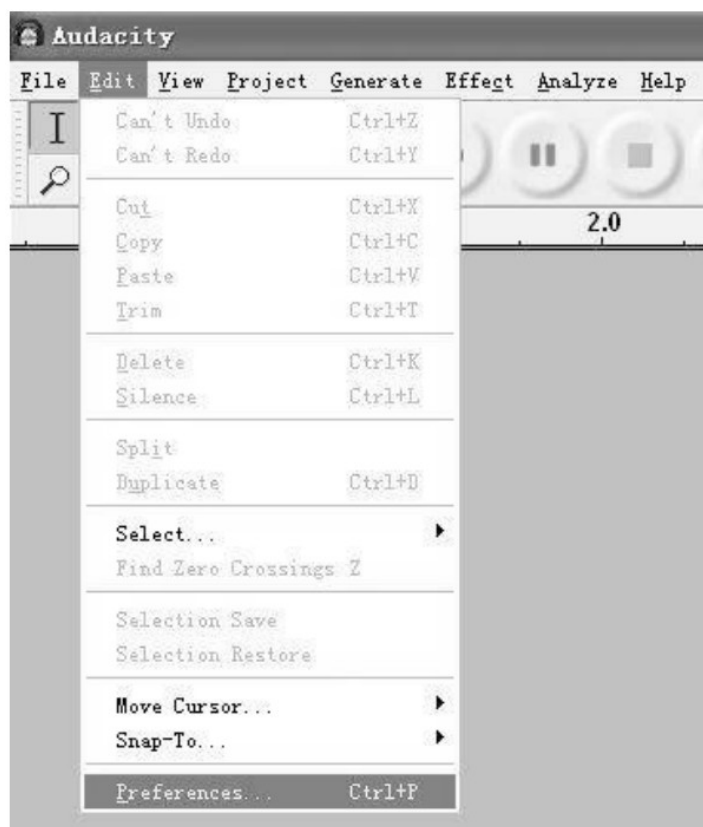 Audacity
File Edit View Project Generate Effect Analyze Help
Can't Undo Ctrl+Z
Can't Redo Ctrl+Y
Cut Ctrl+X
2.0
Copy Ctrl+C
Paste Ctrl+V
Trim Ctrl+T
Delete Ctrl+K
Silence Ctrl+L
Split
Duplicate Ctrl+D
Select...
Find Zero Crossings Z
Selection Save
Selection Restore
Move Cursor...
Snap-To...
Preferences... Ctrl+P